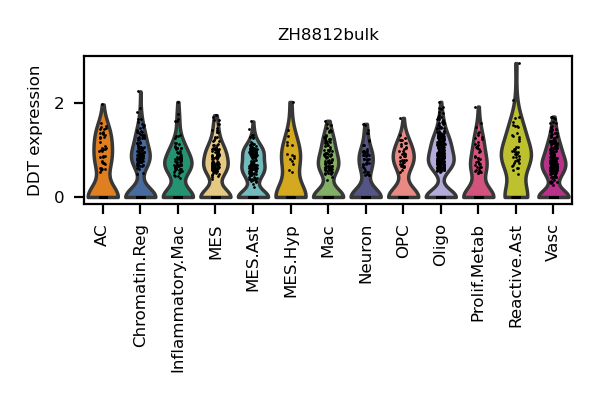 ZH8812bulk
DDT expression
2
0
AC
Chromatin.Reg
Inflammatory.Mac
MES
MES.Ast
MES.Hyp
Mac
Neuron
OPC
Oligo
Prolif.Metab
Reactive.Ast
Vasc